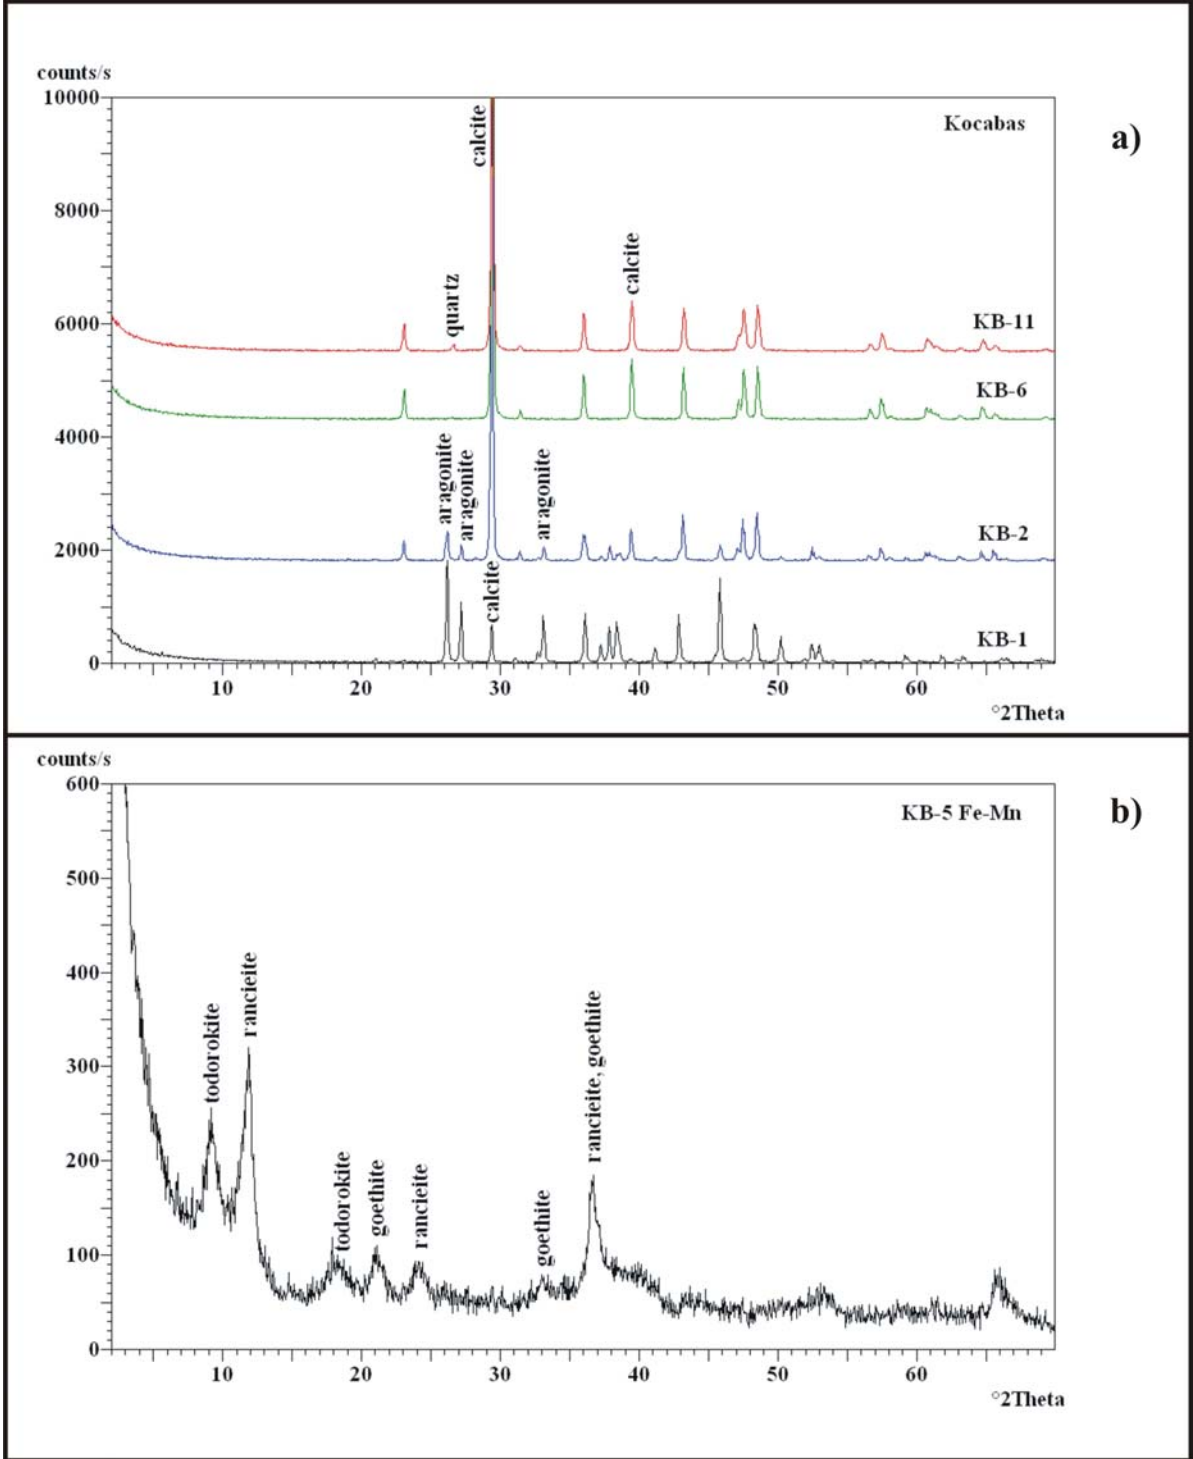 counts/s
10000
8000
6000
4000
2000
0
10 20 30 40 50 60
°2Theta
Kocabas
a)
calcite
quartz
calcite
KB-11
KB-6
aragonite
aragonite
aragonite
KB-2
calcite
KB-1
counts/s
600
500
400
300
200
100
0
10 20 30 40 50 60
°2Theta
KB-5 Fe-Mn
b)
todorokite
rancieite
todorokite
goethite
rancieite
goethite
rancieite, goethite